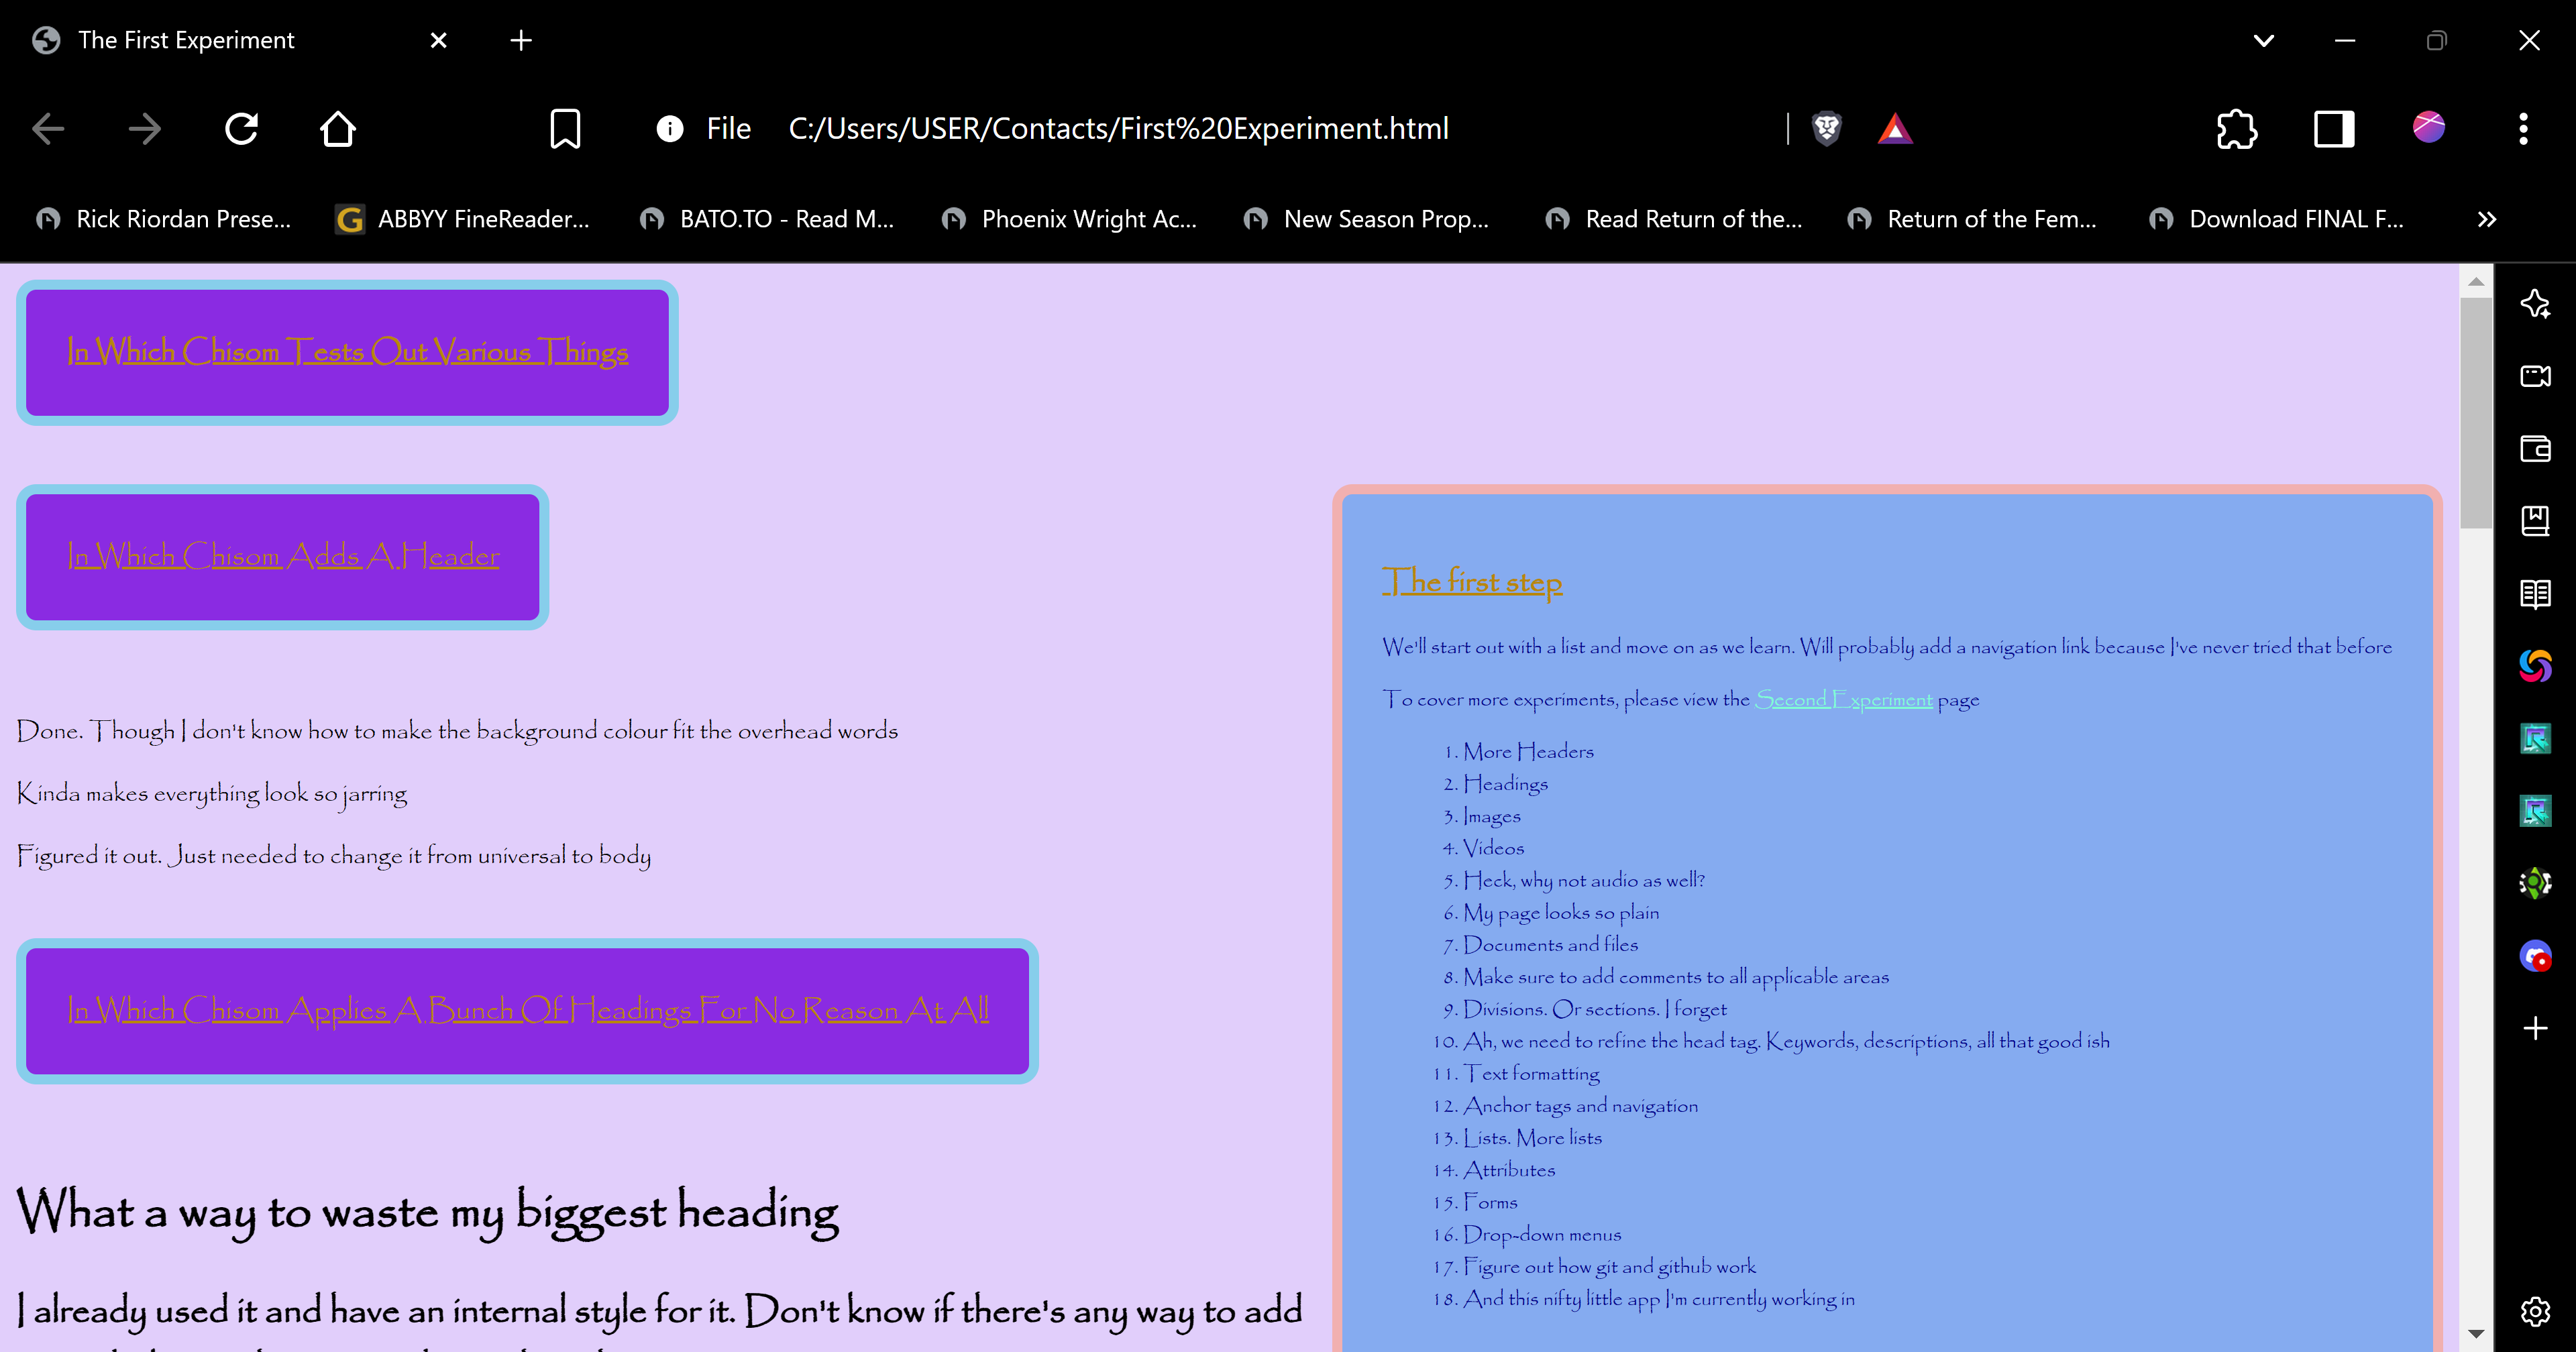 The First Experiment
File C:/Users/USER/Contacts/First%20Experiment.html
Rick Riordan Prese...
ABBYY FineReader...
BATO.TO - Read M...
Phoenix Wright Ac...
New Season Prop...
Read Return of the...
Return of the Fem...
Download FINAL F...
In Which Chisom Tests Out Various Things
In Which Chisom Adds A Header
Done. Though I don't know how to make the background colour fit the overhead words
Kinda makes everything look so jarring
Figured it out. Just needed to change it from universal to body
In Which Chisom Applies A Bunch Of Headings For No Reason At All
What a way to waste my biggest heading
I already used it and have an internal style for it. Don't know if there's any way to add
The first step
We'll start out with a list and move on as we learn. Will probably add a navigation link because I've never tried that before
To cover more experiments, please view the Second Experiment page
1. More Headers
2. Headings
3. Images
4. Videos
5. Heck, why not audio as well?
6. My page looks so plain
7. Documents and files
8. Make sure to add comments to all applicable areas
9. Divisions. Or sections. I forget
10. Ah, we need to refine the head tag. Keywords, descriptions, all that good ish
11. Text formatting
12. Anchor tags and navigation
13. Lists. More lists
14. Attributes
15. Forms
16. Drop-down menus
17. Figure out how git and github work
18. And this nifty little app I'm currently working in